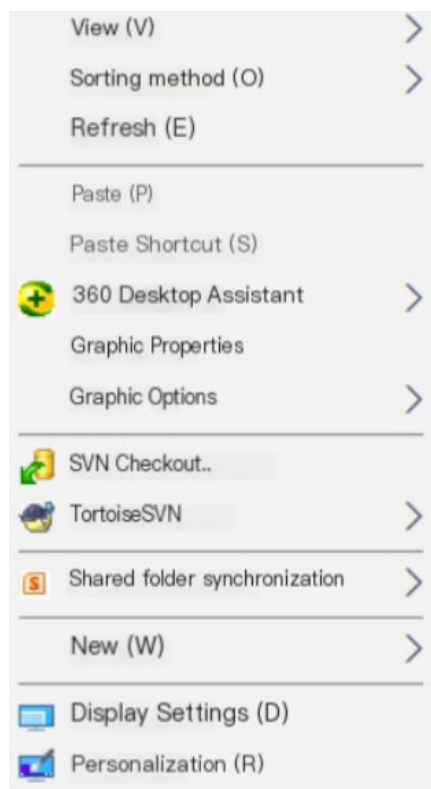 View (V)
Sorting method (O)
Refresh (E)
Paste (P)
Paste Shortcut (S)
360 Desktop Assistant
Graphic Properties
Graphic Options
SVN Checkout..
TortoiseSVN
Shared folder synchronization
New (W)
Display Settings (D)
Personalization (R)